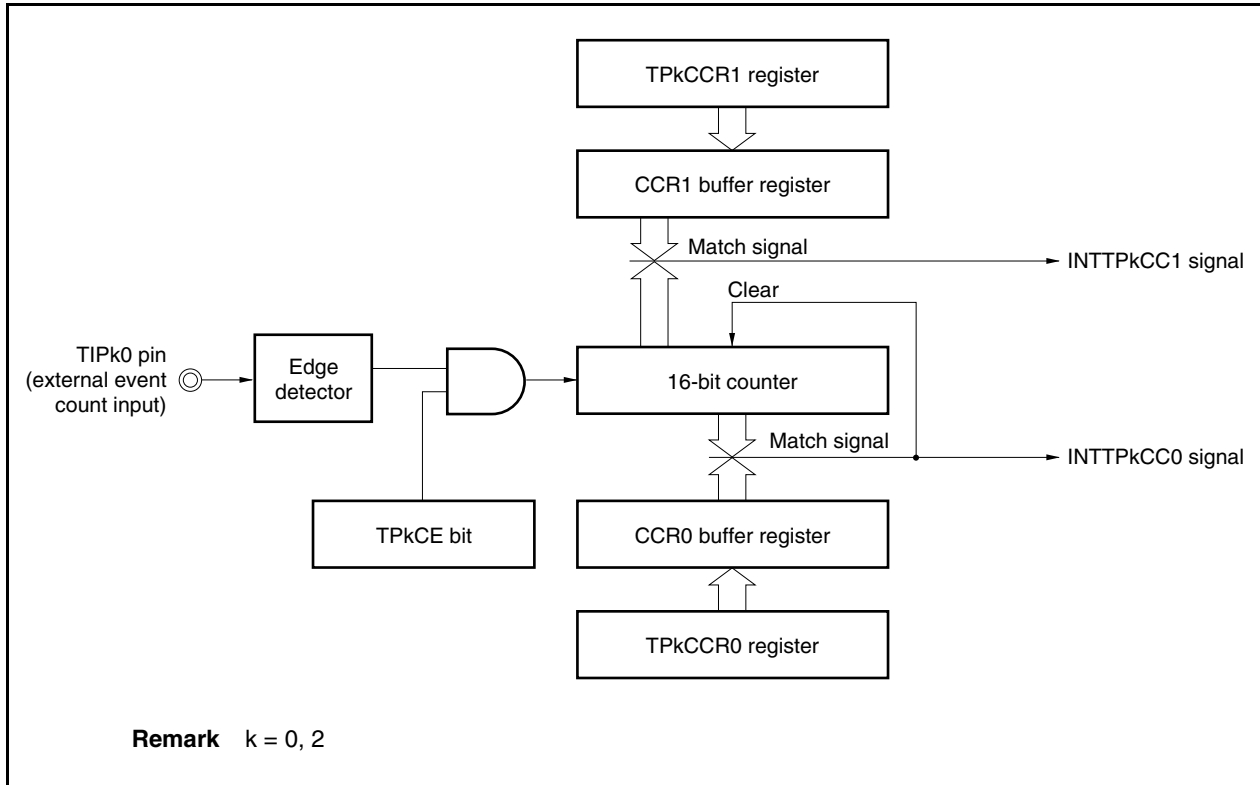 TPkCCR1 register
CCR1 buffer register
Match signal
INTTPkCC1 signal
Clear
TIPk0 pin
(external event
count input)
Edge
detector
16-bit counter
Match signal
INTTPkCC0 signal
TPkCE bit
CCR0 buffer register
TPkCCR0 register
Remark k = 0, 2